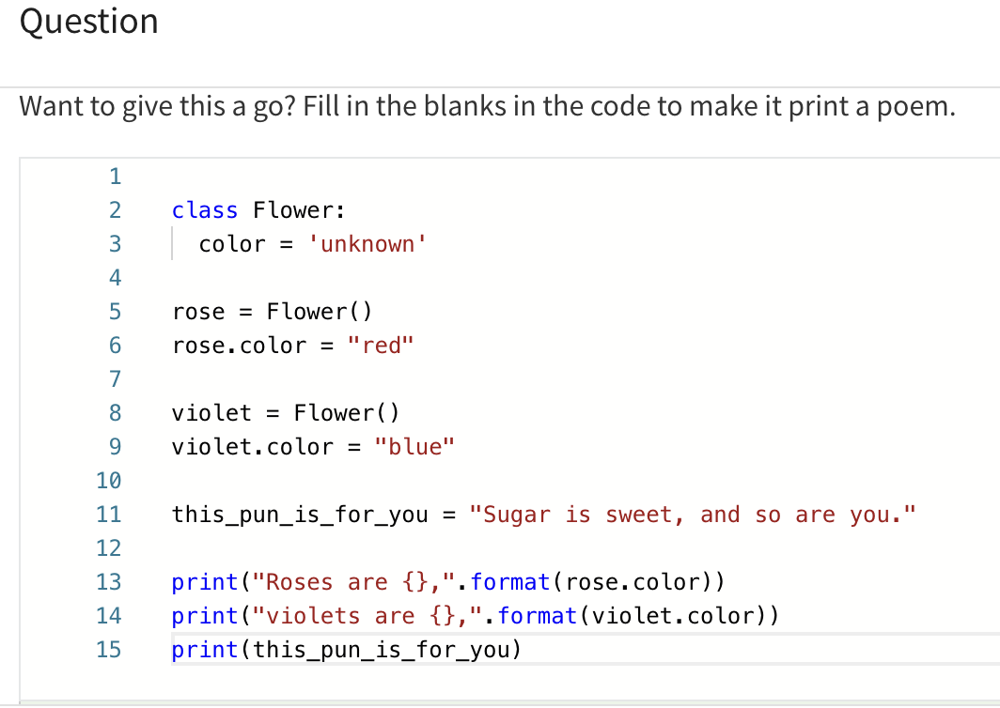 Question
Want to give this a go? Fill in the blanks in the code to make it print a poem.
1
2 class Flower:
3   color = 'unknown'
4
5 rose = Flower()
6 rose.color = "red"
7
8 violet = Flower()
9 violet.color = "blue"
10
11 this_pun_is_for_you = "Sugar is sweet, and so are you."
12
13 print("Roses are {},".format(rose.color))
14 print("violets are {},".format(violet.color))
15 print(this_pun_is_for_you)